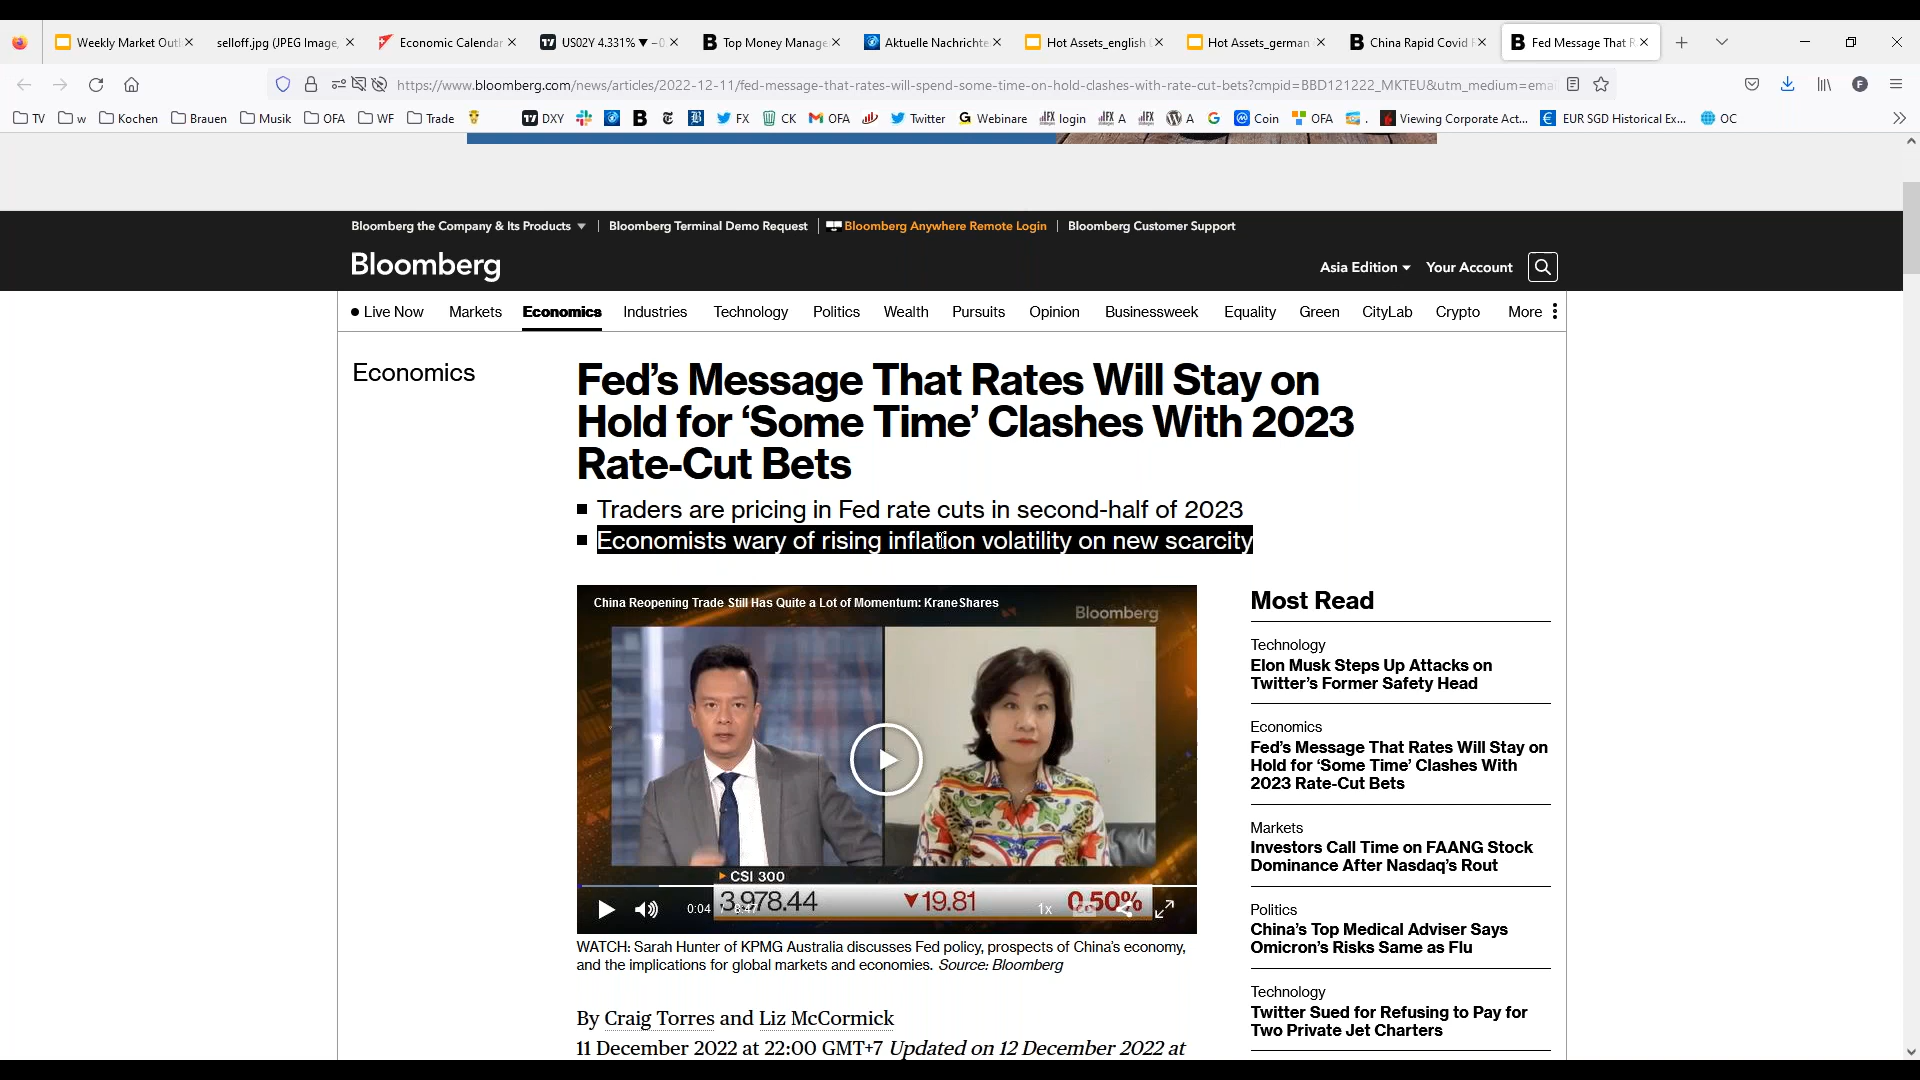 Weekly Market Outl
selloff.jpg (JPEG Image,
Economic Calendar
US02Y 4.331% ▼ −0
Top Money Manage
Aktuelle Nachrichte
Hot Assets_english
Hot Assets_german
China Rapid Covid
Fed Message That R
https://www.bloomberg.com/news/articles/2022-12-11/fed-message-that-rates-will-spend-some-time-on-hold-clashes-with-rate-cut-bets?cmpid=BBD121222_MKTEU&utm_medium=emai
TV w Kochen Brauen Musik OFA WF Trade DXY FX CK OFA Twitter Webinare login A A Coin OFA . Viewing Corporate Act... EUR SGD Historical Ex... OC
Bloomberg the Company & Its Products ▼ | Bloomberg Terminal Demo Request | Bloomberg Anywhere Remote Login | Bloomberg Customer Support
Bloomberg
Asia Edition ▾ Your Account
• Live Now Markets Economics Industries Technology Politics Wealth Pursuits Opinion Businessweek Equality Green CityLab Crypto More
Economics
Fed's Message That Rates Will Stay on
Hold for ‘Some Time’ Clashes With 2023
Rate-Cut Bets
Traders are pricing in Fed rate cuts in second-half of 2023
Economists wary of rising inflation volatility on new scarcity
China Reopening Trade Still Has Quite a Lot of Momentum: KraneShares
Bloomberg
CSI 300
3,978.44 ▼19.81 0.50%
0:04 / 8:47 1x CC
WATCH: Sarah Hunter of KPMG Australia discusses Fed policy, prospects of China's economy,
and the implications for global markets and economies. Source: Bloomberg
By Craig Torres and Liz McCormick
11 December 2022 at 22:00 GMT+7 Updated on 12 December 2022 at
Most Read
Technology
Elon Musk Steps Up Attacks on
Twitter's Former Safety Head
Economics
Fed's Message That Rates Will Stay on
Hold for ‘Some Time’ Clashes With
2023 Rate-Cut Bets
Markets
Investors Call Time on FAANG Stock
Dominance After Nasdaq's Rout
Politics
China's Top Medical Adviser Says
Omicron's Risks Same as Flu
Technology
Twitter Sued for Refusing to Pay for
Two Private Jet Charters